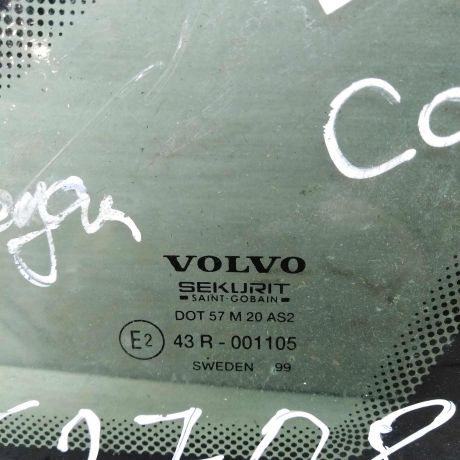 VOLVO
SEKURIT
SAINT-GOBAIN
DOT 57 M 20 AS2
E2 43 R - 001105
SWEDEN 99